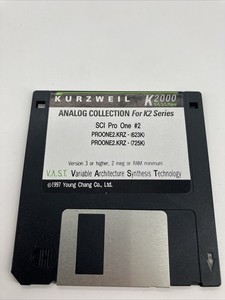 KURZWEIL K2000
ANALOG COLLECTION For K2 Series
SCI Pro One #2
PROONE2.KRZ - (623K)
PROONE2.KRZ - (725K)
Version 3 or higher, 2 meg or RAM minimum
V.A.S.T. Variable Architecture Synthesis Technology
©1997 Young Chang Co., Ltd.